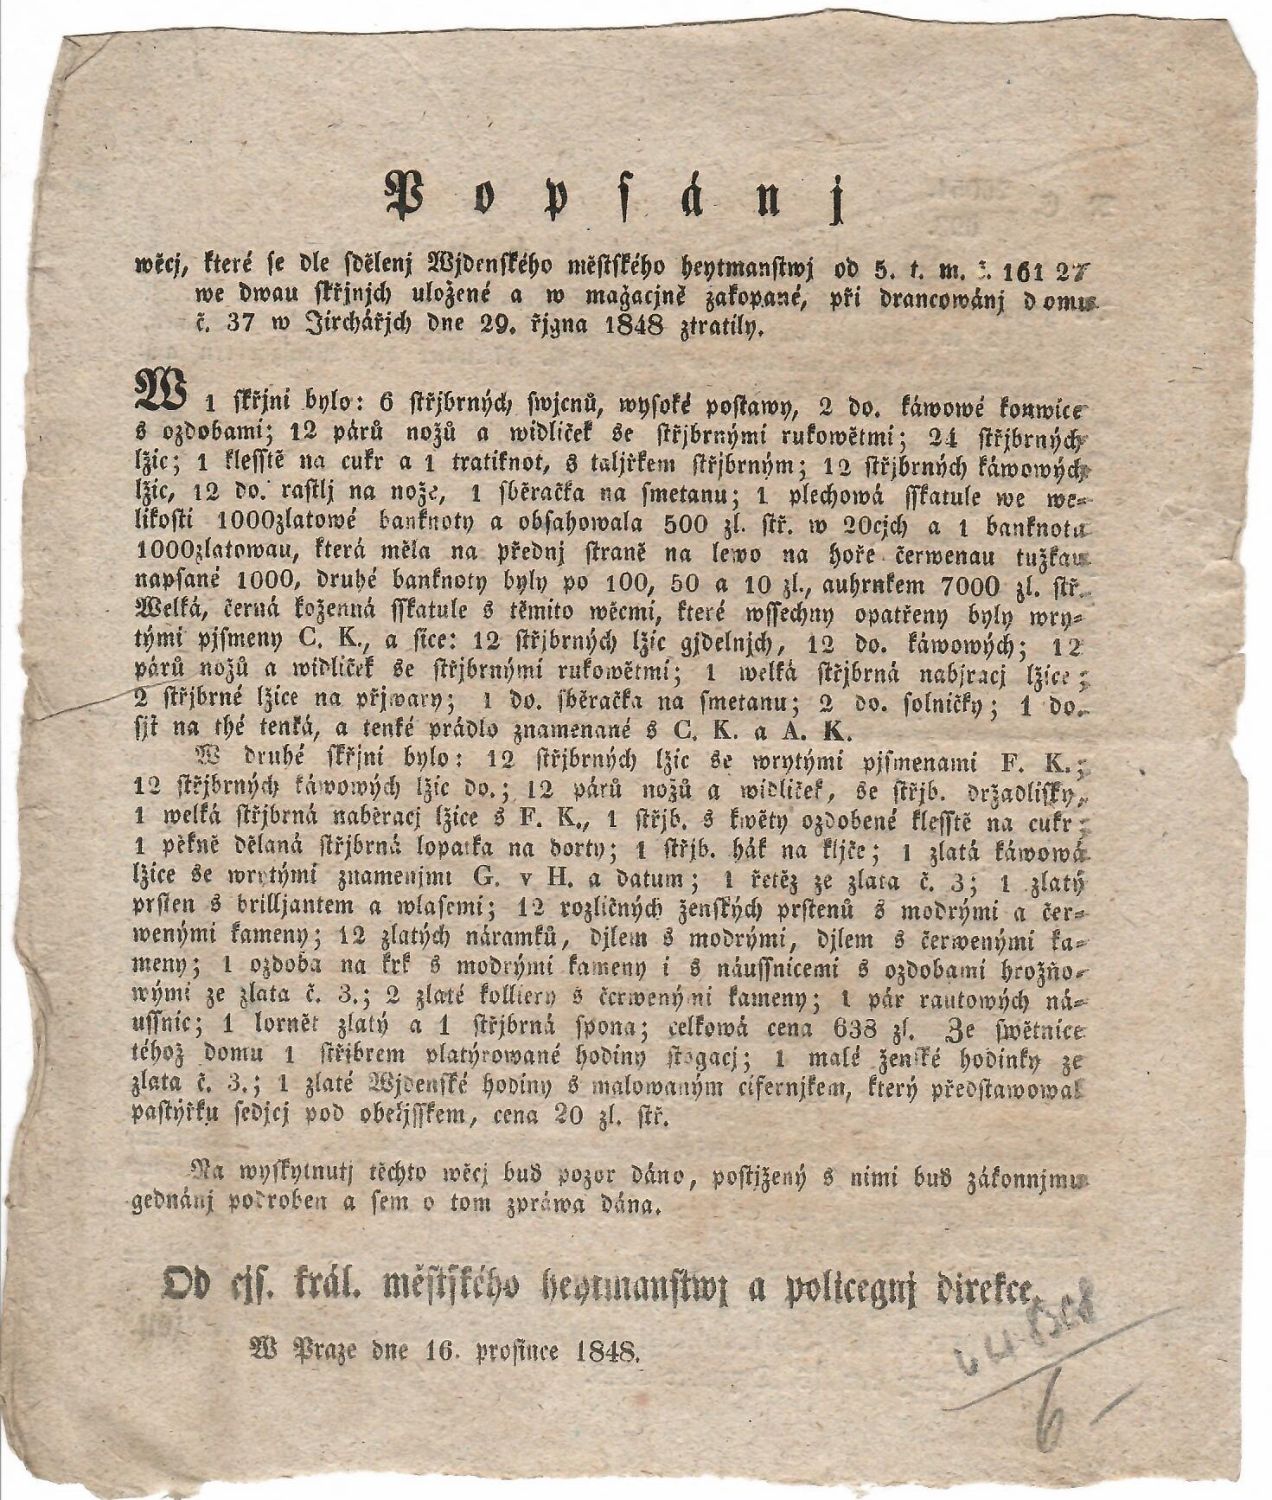 Popsánj
wěcj, které se dle sdělenj Wjdenského městského heytmanstwj od 5. t. m. č. 161 27
we dwau skřjnjch uložené a w magacjně zakopané, při drancowánj domu
č. 37 w Jirchářjch dne 29. řjgna 1848 ztratily.
W 1 skřjni bylo: 6 střjbrných swjcnů, wysoké postawy, 2 do. káwowé konwice
s ozdobami; 12 párů nožů a widliček se střjbrnými rukowětmi; 24 střjbrných
lžic; 1 klesstě na cukr a 1 tratiknot, s taljřkem střjbrným; 12 střjbrných káwowých
lžic, 12 do. rastlj na nože, 1 sběračka na smetanu; 1 plechowá sskatule we we-
likosti 1000zlatowé banknoty a obsahowala 500 zl. stř. w 20cjch a 1 banknotu
1000zlatowau, která měla na přednj straně na lewo na hoře čerwenau tužkau
napsané 1000, druhé banknoty byly po 100, 50 a 10 zl., auhrnkem 7000 zl. stř.
Welká, černá koženná sskatule s těmito wěcmi, které wssechny opatřeny byly wry-
tými pjsmeny C. K., a sice: 12 střjbrných lžic gjdelnjch, 12 do. káwowých; 12
párů nožů a widliček se střjbrnými rukowětmi; 1 welká střjbrná nabjracj lžice;
2 střjbrné lžice na přjwary; 1 do. sběračka na smetanu; 2 do. solničky; 1 do.
sjt na thé tenká, a tenké prádlo znamenané s C. K. a A. K.
W druhé skřjni bylo: 12 střjbrných lžic se wrytými pjsmenami F. K.;
12 střjbrných káwowých lžic do.; 12 párů nožů a widliček, se střjb. držadlisky,
1 welká střjbrná naběracj lžice s F. K., 1 střjb. s kwěty ozdobené klesstě na cukr;
1 pěkně dělaná střjbrná lopatka na dorty; 1 střjb. hák na kljče; 1 zlatá káwowá
lžice se wrytými znamenjmi G. v H. a datum; 1 řetěz ze zlata č. 3; 1 zlatý
prsten s brilljantem a wlasemi; 12 rozličných ženských prstenů s modrými a čer-
wenými kameny; 12 zlatých náramků, djlem s modrými, djlem s čerwenými ka-
meny; 1 ozdoba na krk s modrými kameny i s náussnicemi s ozdobami hrožňo-
wými ze zlata č. 3.; 2 zlaté kolliery s čerwenými kameny; 1 pár rautowých ná-
ussnic; 1 lornět zlatý a 1 střjbrná spona; celkowá cena 638 zl. Ze swětnice
téhož domu 1 střjbrem platýrowané hodiny stogacj; 1 malé ženské hodinky ze
zlata č. 3.; 1 zlaté Wjdenské hodiny s malowaným cifernjkem, který předstawowal
pastýřku sedjcj pod obeljsskem, cena 20 zl. stř.
Na wyskytnutj těchto wěcj bud pozor dáno, postjžený s nimi bud zákonnjmu
gednánj podroben a sem o tom zpráwa dána.
Od cjs. král. městského heytmanstwj a policegnj direkce.
W Praze dne 16. prosince 1848.
6